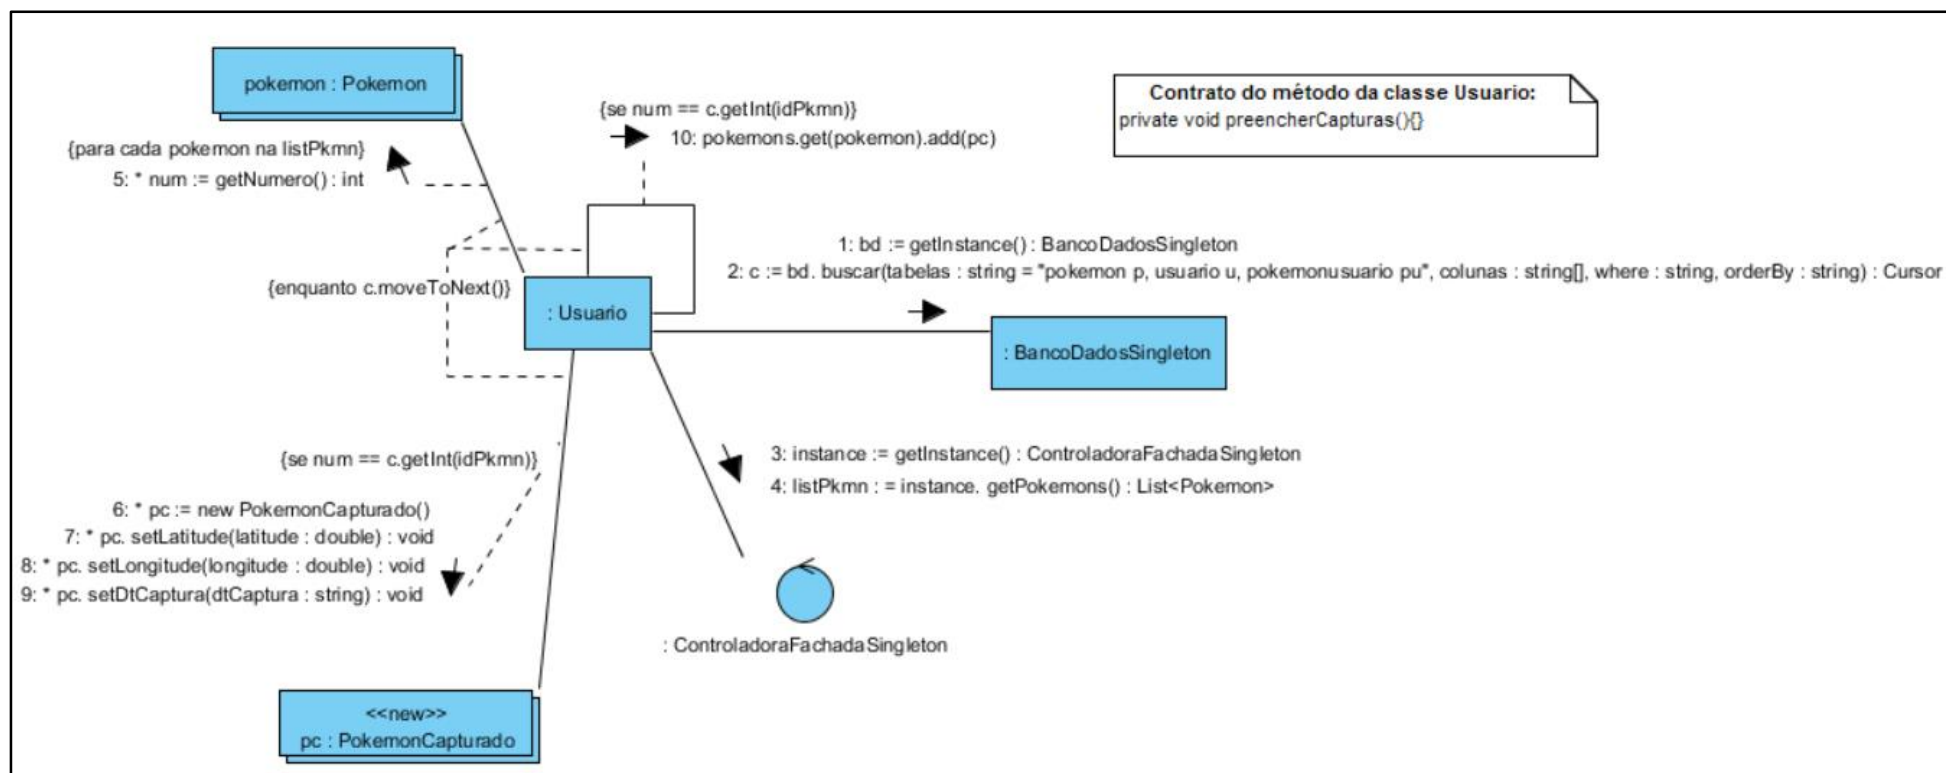 pokemon : Pokemon
{para cada pokemon na listPkmn}
5: * num := getNumero() : int
{se num == c.getInt(idPkmn)}
10: pokemons.get(pokemon).add(pc)
Contrato do método da classe Usuario:
private void preencherCapturas(){}
1: bd := getInstance() : BancoDadosSingleton
2: c := bd. buscar(tabelas : string = "pokemon p, usuario u, pokemonusuario pu", colunas : string[], where : string, orderBy : string) : Cursor
{enquanto c.moveToNext()}
: Usuario
: BancoDadosSingleton
{se num == c.getInt(idPkmn)}
6: * pc := new PokemonCapturado()
7: * pc. setLatitude(latitude : double) : void
8: * pc. setLongitude(longitude : double) : void
9: * pc. setDtCaptura(dtCaptura : string) : void
3: instance := getInstance() : ControladoraFachadaSingleton
4: listPkmn : = instance. getPokemons() : List<Pokemon>
: ControladoraFachadaSingleton
<<new>>
pc : PokemonCapturado